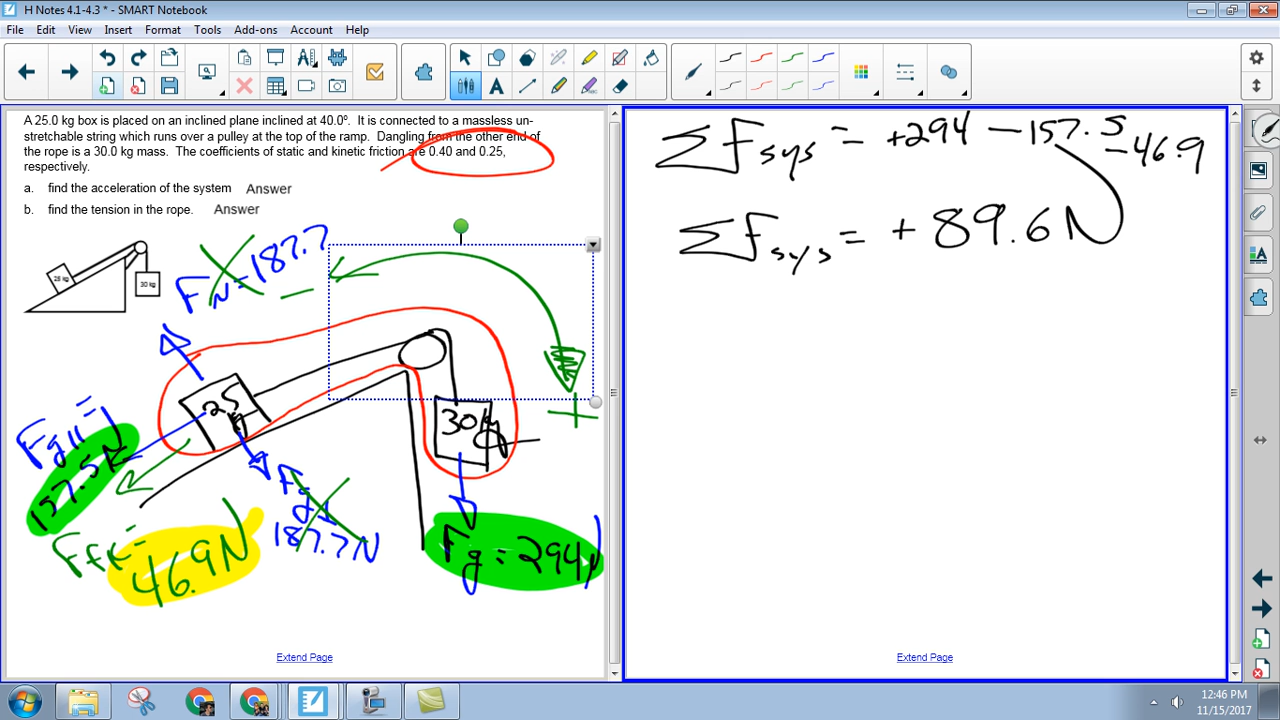 H Notes 4.1-4.3 * - SMART Notebook
File Edit View Insert Format Tools Add-ons Account Help
A 25.0 kg box is placed on an inclined plane inclined at 40.0º. It is connected to a massless un-
stretchable string which runs over a pulley at the top of the ramp. Dangling from the other end of
the rope is a 30.0 kg mass. The coefficients of static and kinetic friction are 0.40 and 0.25,
respectively.
a. find the acceleration of the system Answer
b. find the tension in the rope. Answer
25 kg
30 kg
FN=187.7
−
+
25 kg
30 kg
Fg11=
157.5N
Ffk=
46.9N
Fg⊥
187.7N
Fg=294N
Extend Page
ΣFsys= +294 −157.5
−46.9
ΣFsys= +89.6N
Extend Page
12:46 PM
11/15/2017